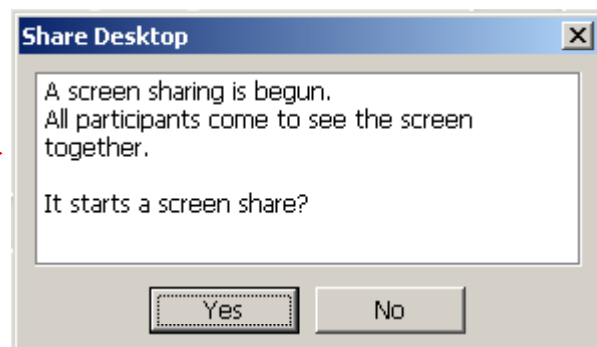 Share Desktop
A screen sharing is begun.
All participants come to see the screen
together.
It starts a screen share?
Yes
No